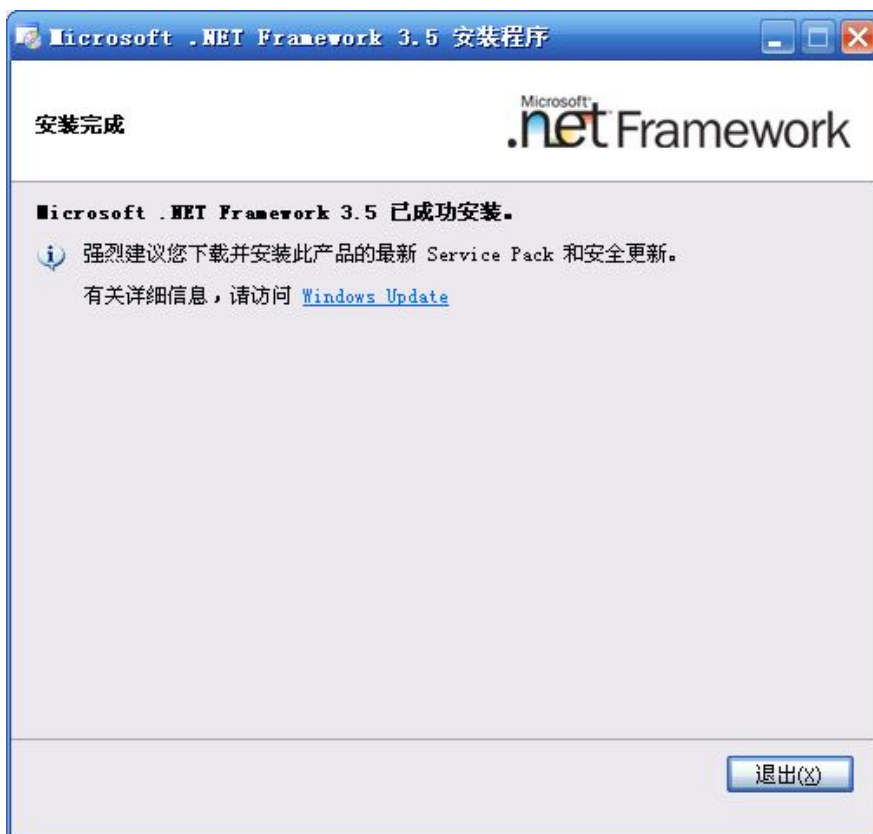 Microsoft .NET Framework 3.5 安装程序
安装完成
Microsoft
.net Framework
Microsoft .NET Framework 3.5 已成功安装。
强烈建议您下载并安装此产品的最新 Service Pack 和安全更新。
有关详细信息，请访问 Windows Update
退出(X)